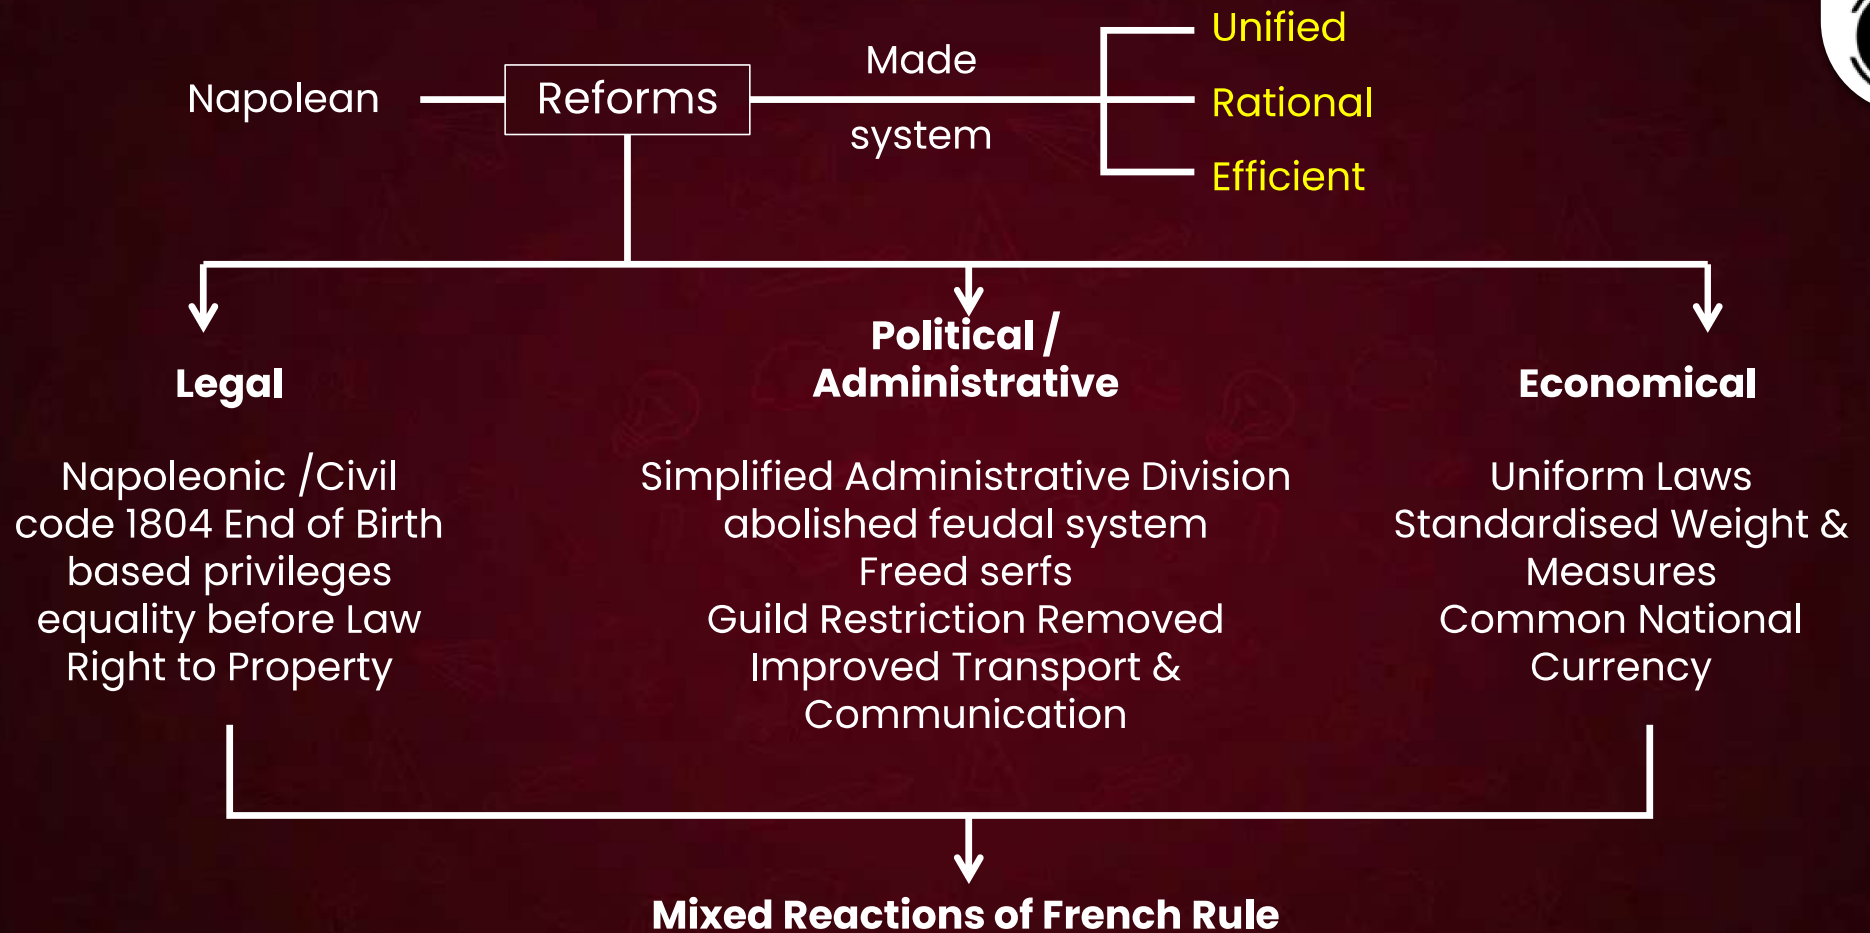 Napolean
Reforms
Made
system
Unified
Rational
Efficient
Legal
Napoleonic /Civil
code 1804 End of Birth
based privileges
equality before Law
Right to Property
Political /
Administrative
Simplified Administrative Division
abolished feudal system
Freed serfs
Guild Restriction Removed
Improved Transport &
Communication
Economical
Uniform Laws
Standardised Weight &
Measures
Common National
Currency
Mixed Reactions of French Rule